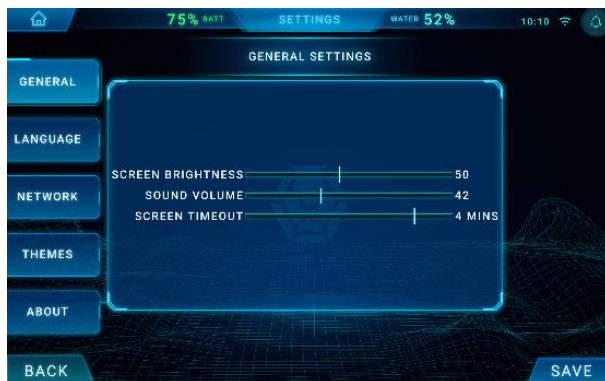 75% BATT SETTINGS WATER 52% 10:10
GENERAL SETTINGS
GENERAL
LANGUAGE
NETWORK
THEMES
ABOUT
SCREEN BRIGHTNESS 50
SOUND VOLUME 42
SCREEN TIMEOUT 4 MINS
BACK SAVE